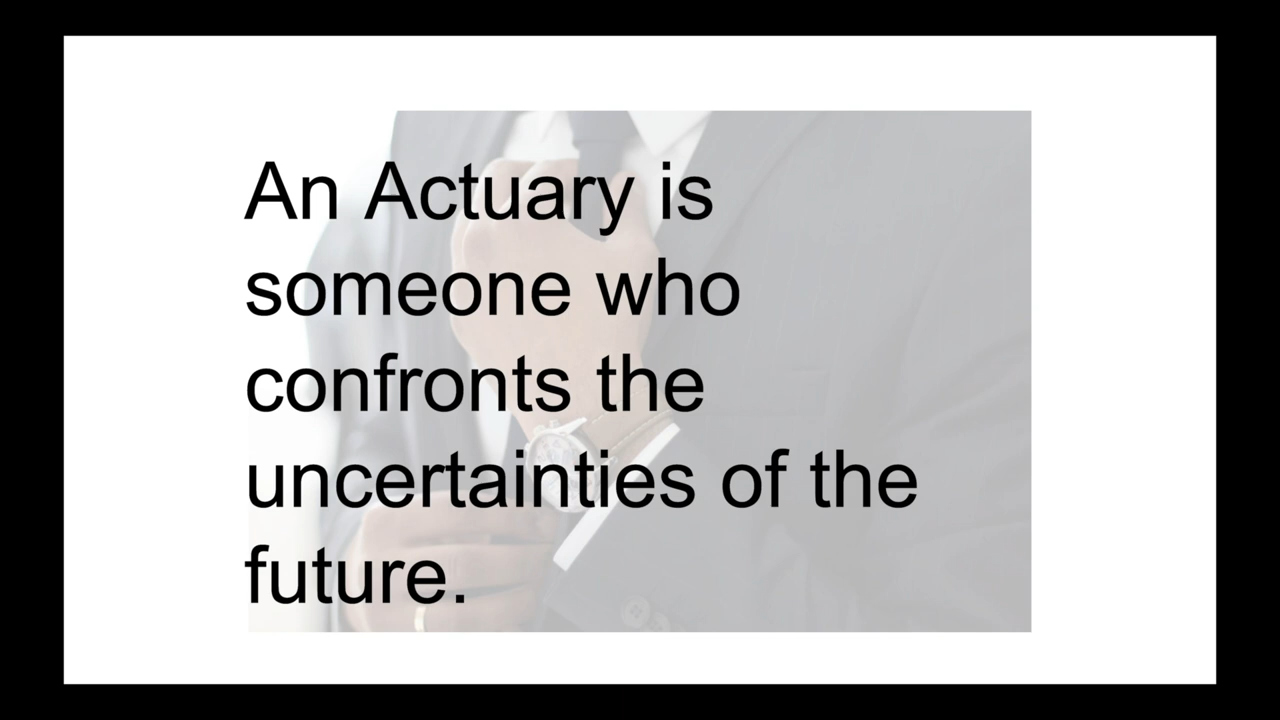 An Actuary is
someone who
confronts the
uncertainties of the
future.